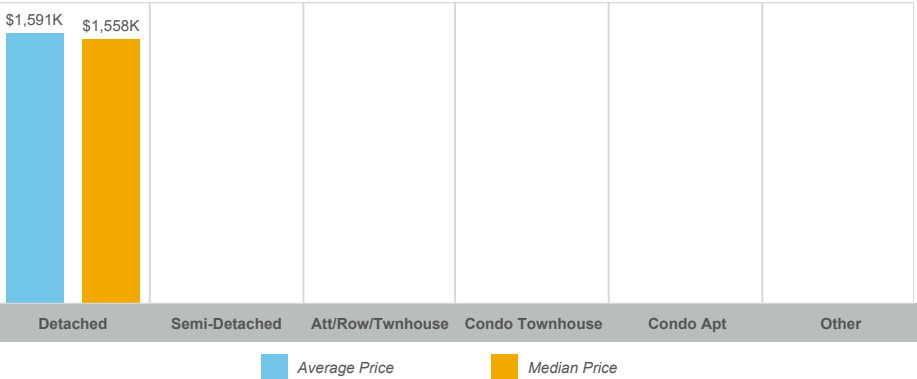 $1,591K
$1,558K
Detached Semi-Detached Att/Row/Twnhouse Condo Townhouse Condo Apt Other
Average Price Median Price